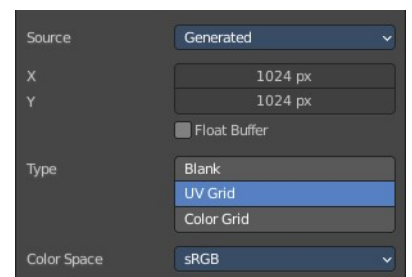 Source Generated
X 1024 px
Y 1024 px
Float Buffer
Type Blank
UV Grid
Color Grid
Color Space sRGB